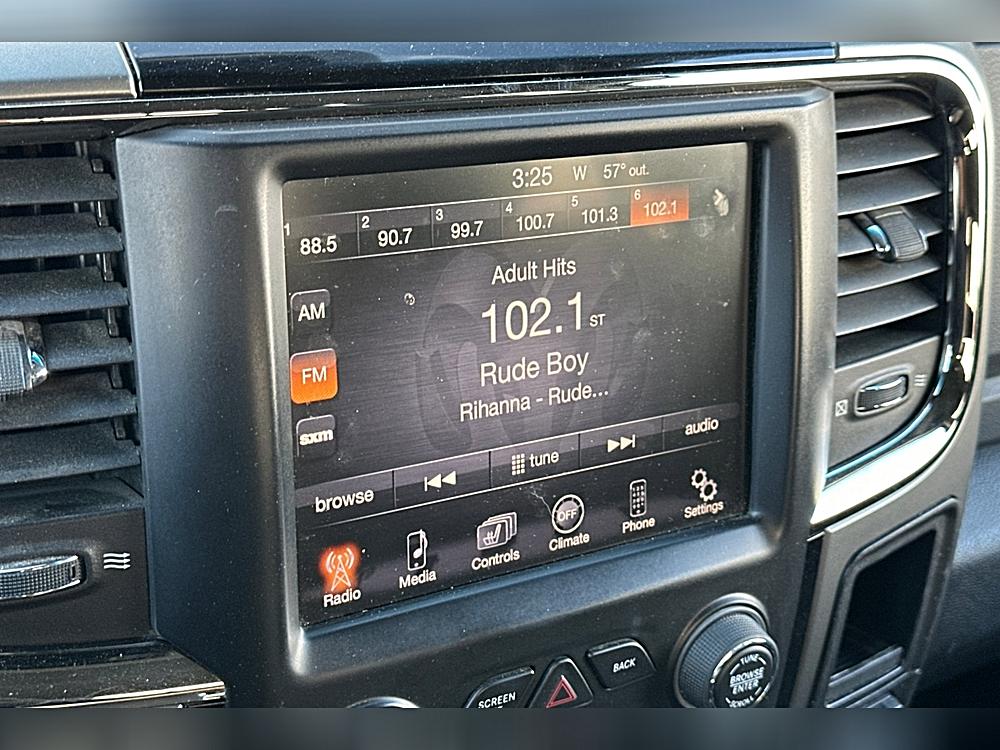 3:25 W 57° out.
1 88.5 2 90.7 3 99.7 4 100.7 5 101.3 6 102.1
Adult Hits
AM
102.1 ST
FM
Rude Boy
Rihanna - Rude...
sxm
browse tune audio
Radio Media Controls OFF Climate Phone Settings
SCREEN
BACK
TUNE
BROWSE
ENTER
SCROLL